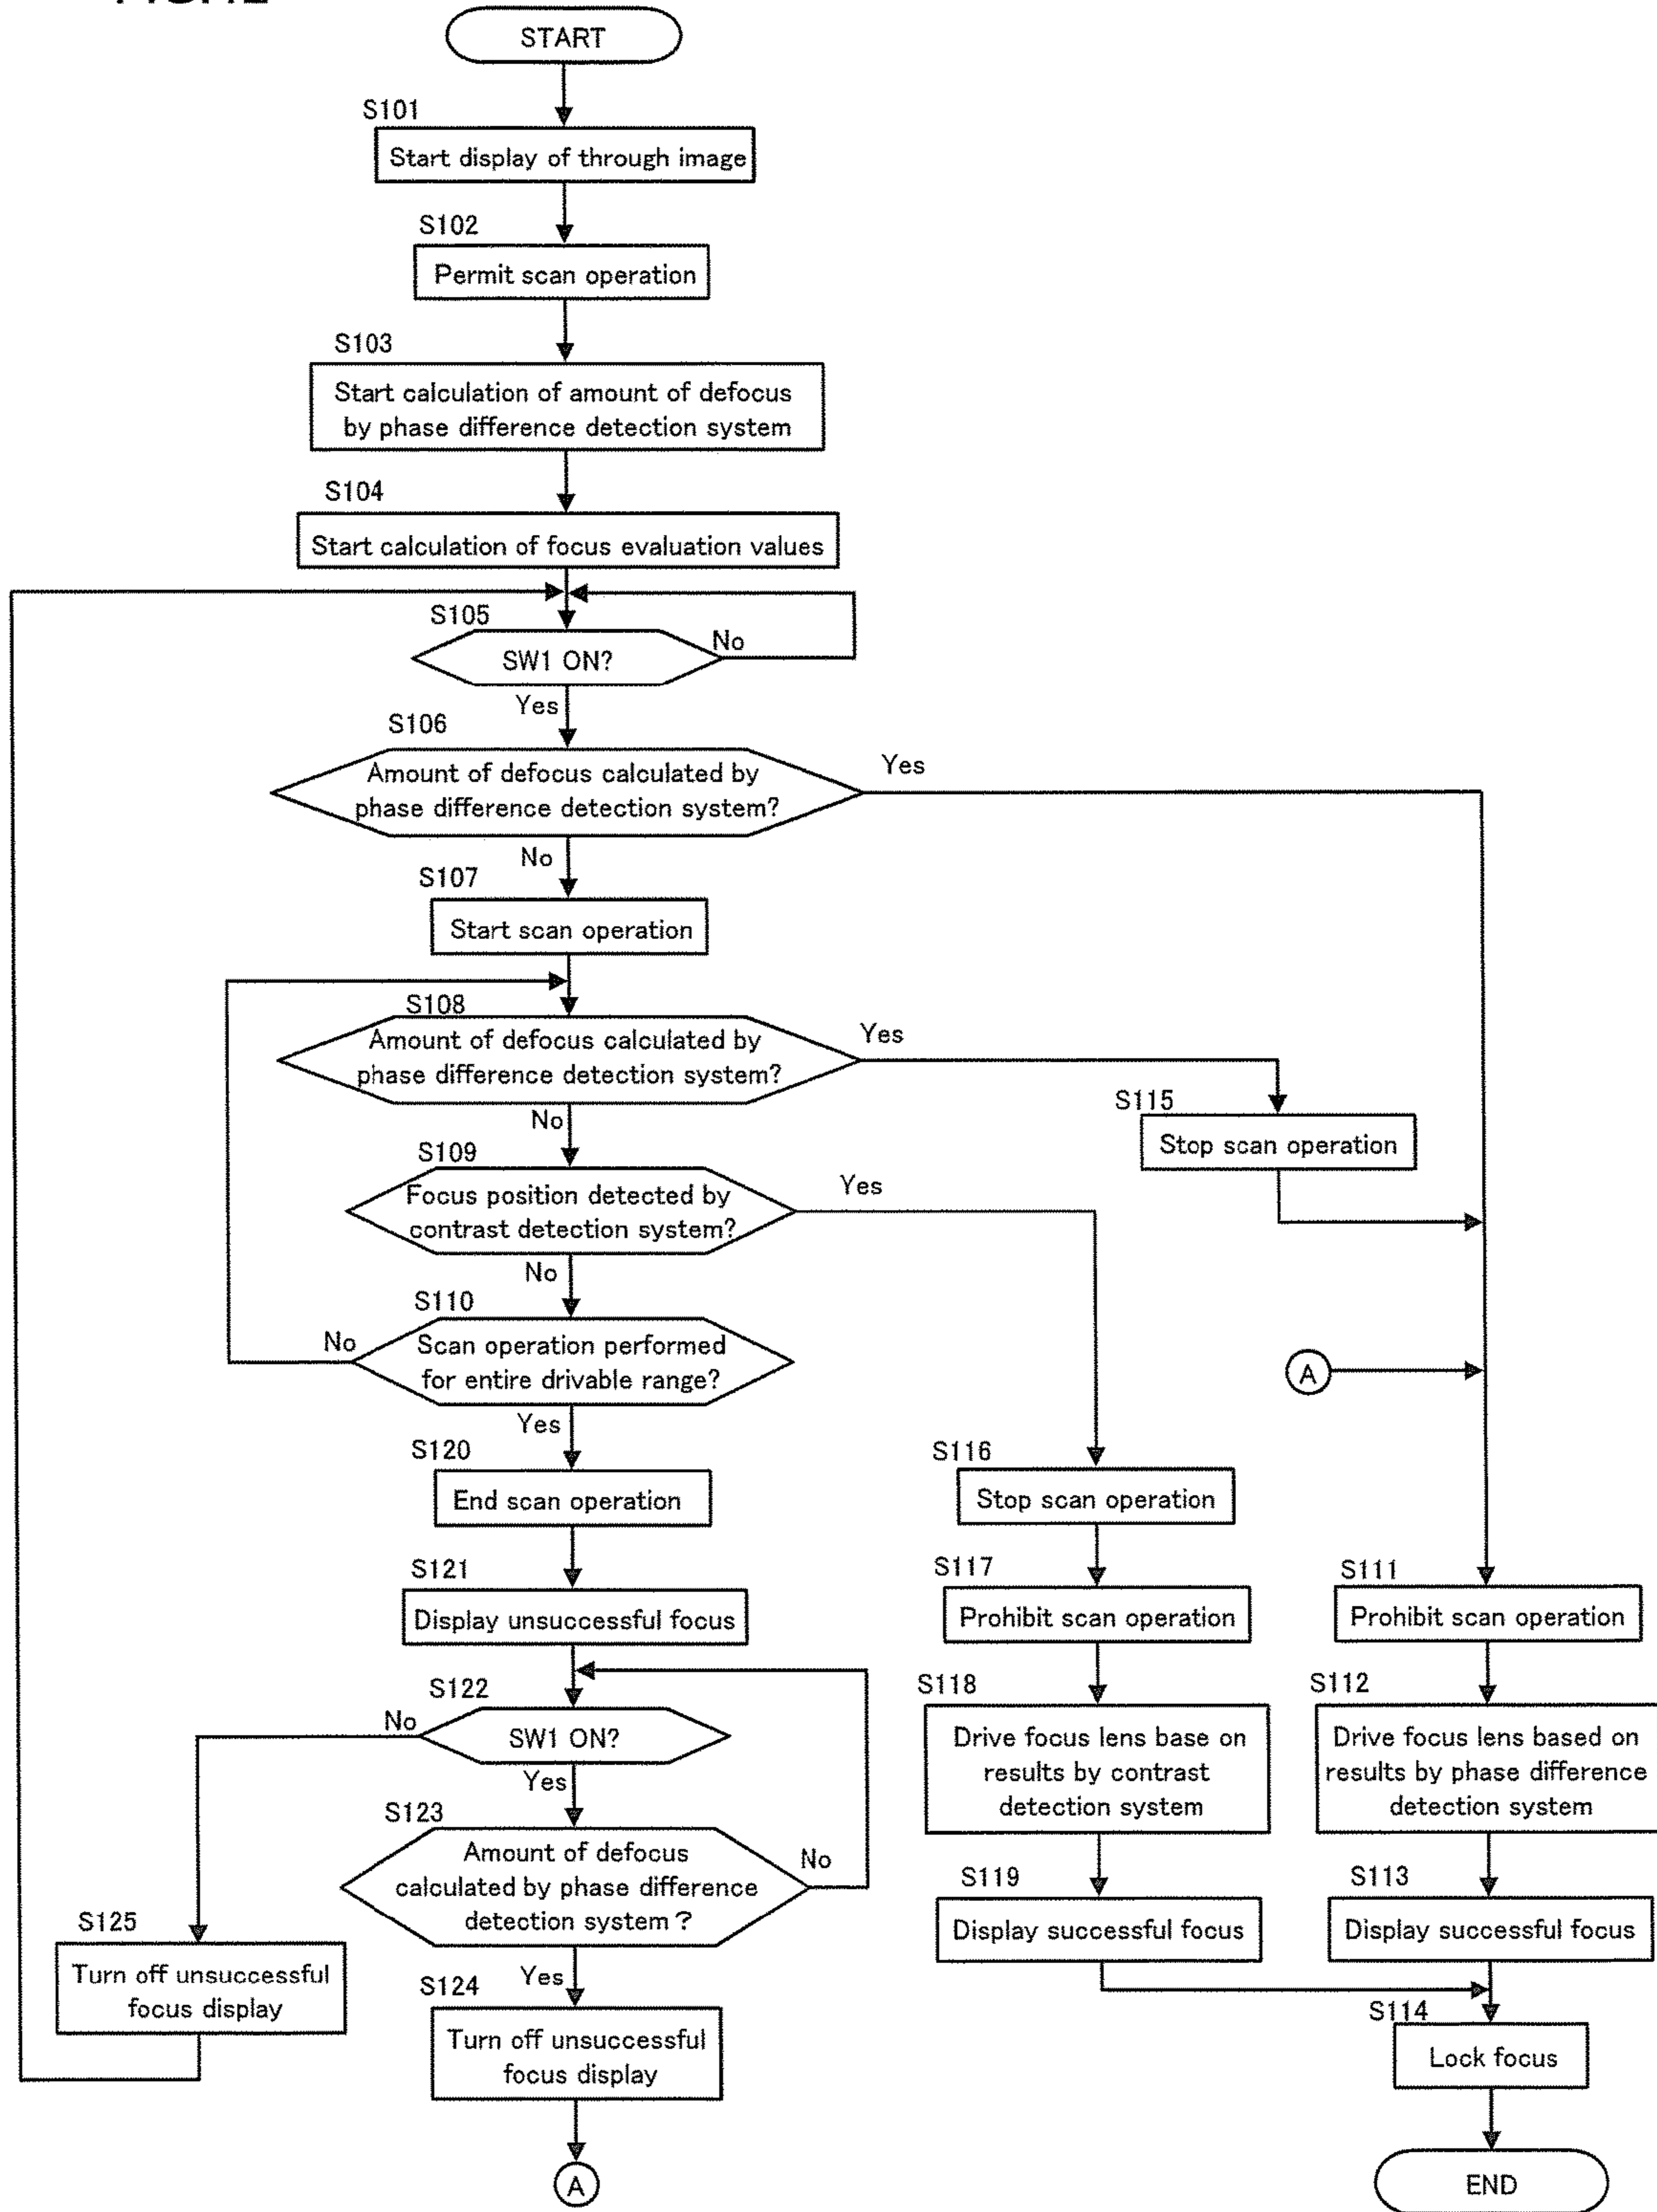 START
S101
Start display of through image
S102
Permit scan operation
S103
Start calculation of amount of defocus
by phase difference detection system
S104
Start calculation of focus evaluation values
S105
SW1 ON?
No
Yes
S106
Amount of defocus calculated by
phase difference detection system?
Yes
No
S107
Start scan operation
S108
Amount of defocus calculated by
phase difference detection system?
Yes
No
S115
Stop scan operation
S109
Focus position detected by
contrast detection system?
Yes
No
S110
Scan operation performed
for entire drivable range?
No
Yes
A
S120
End scan operation
S116
Stop scan operation
S121
Display unsuccessful focus
S117
Prohibit scan operation
S111
Prohibit scan operation
S122
SW1 ON?
No
Yes
S118
Drive focus lens base on
results by contrast
detection system
S112
Drive focus lens based on
results by phase difference
detection system
S123
Amount of defocus
calculated by phase difference
detection system?
No
Yes
S119
Display successful focus
S113
Display successful focus
S125
Turn off unsuccessful
focus display
S124
Turn off unsuccessful
focus display
S114
Lock focus
A
END